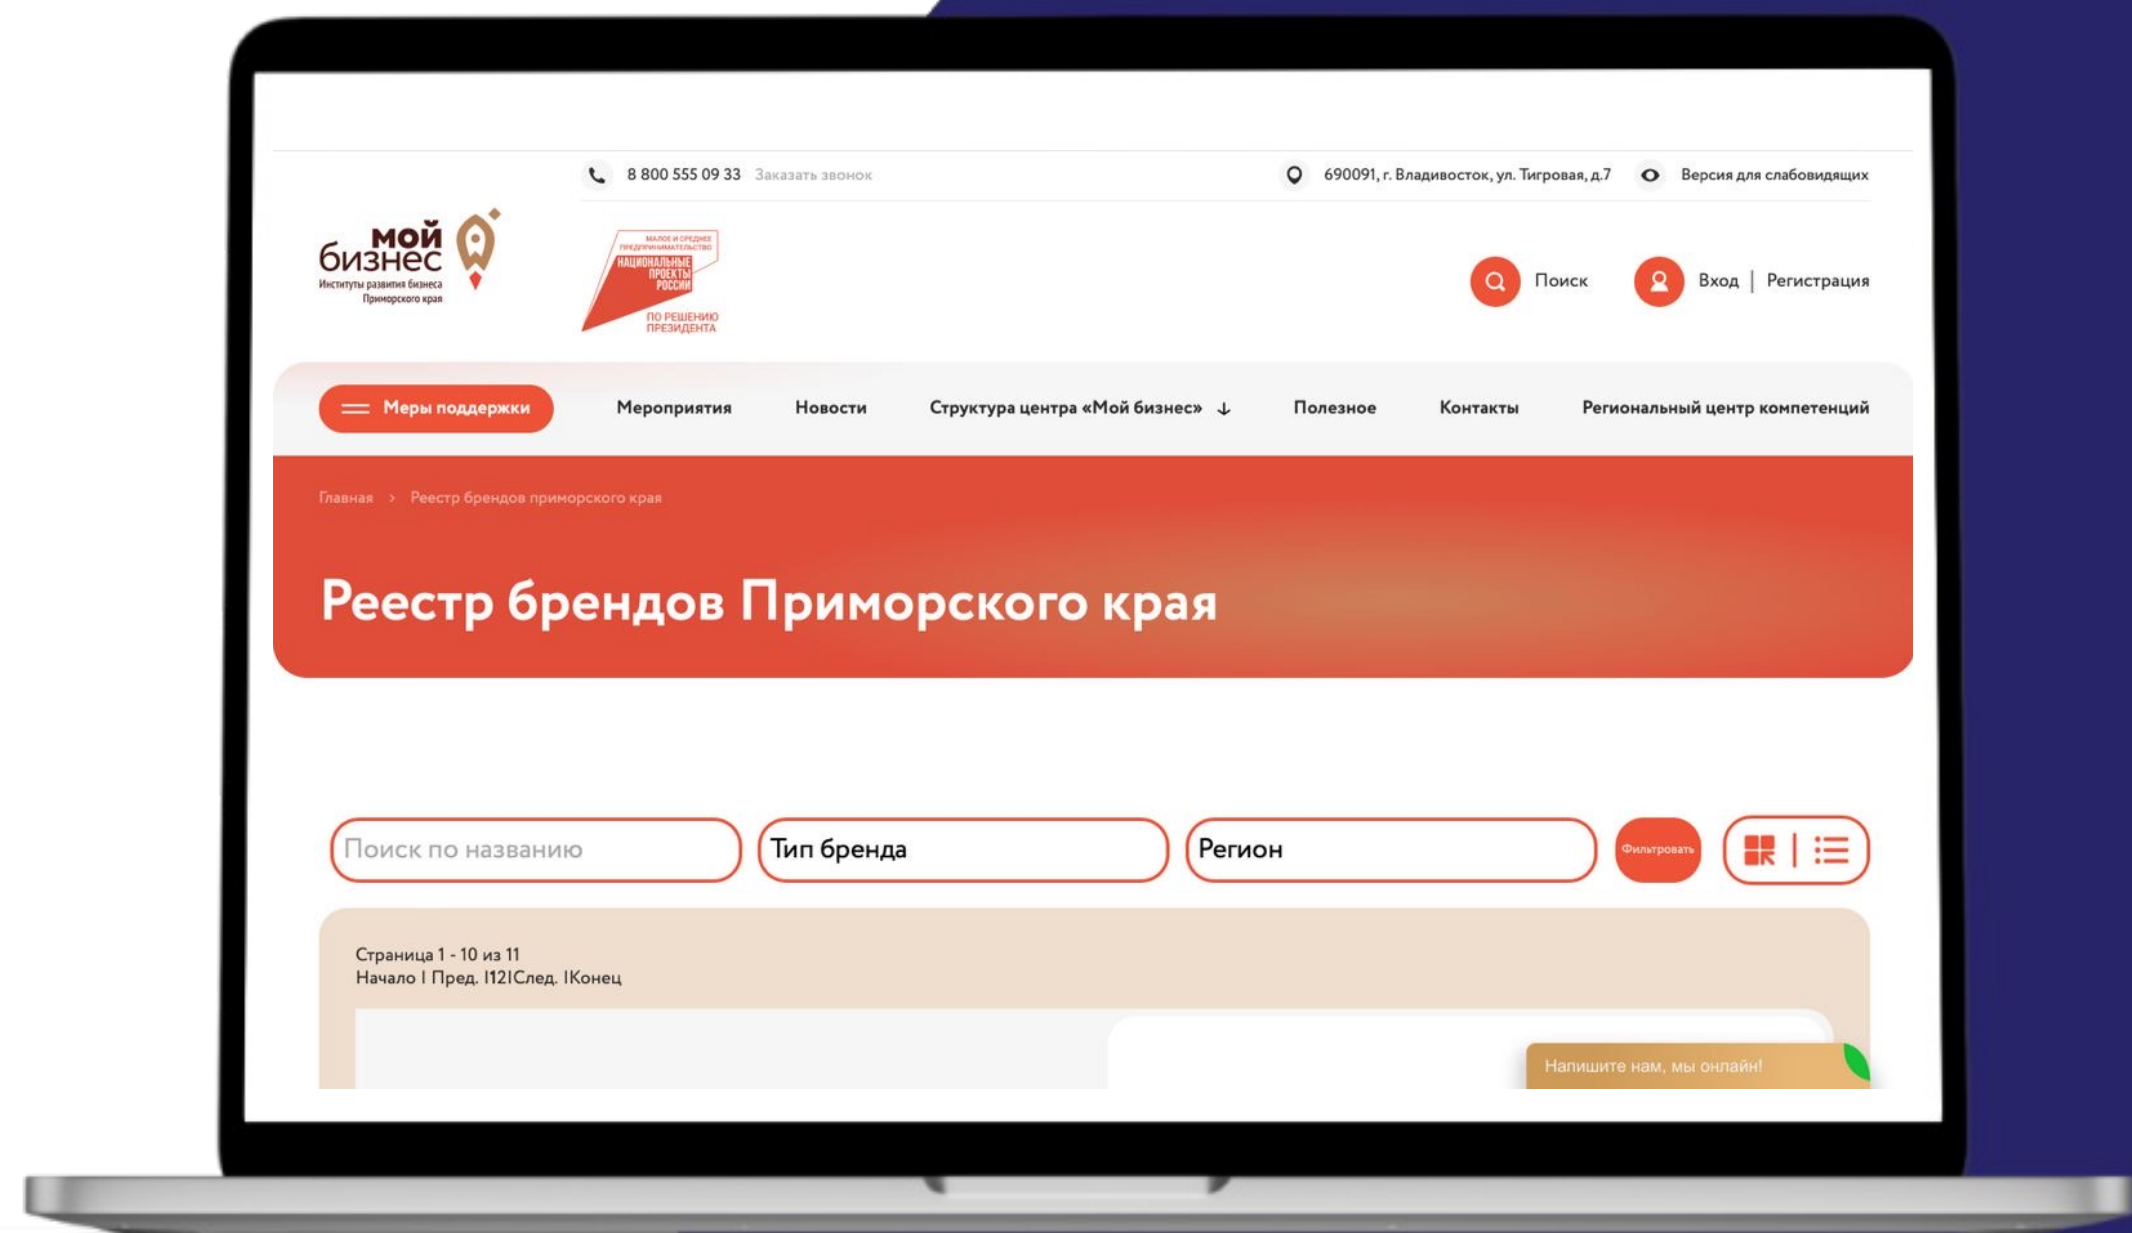 8 800 555 09 33 Заказать звонок
690091, г. Владивосток, ул. Тигровая, д.7
Версия для слабовидящих
мой
бизнес
Институты развития бизнеса
Приморского края
МАЛОЕ И СРЕДНЕЕ
ПРЕДПРИНИМАТЕЛЬСТВО
НАЦИОНАЛЬНЫЕ
ПРОЕКТЫ
РОССИИ
ПО РЕШЕНИЮ
ПРЕЗИДЕНТА
Поиск
Вход | Регистрация
Меры поддержки
Мероприятия
Новости
Структура центра «Мой бизнес» ↓
Полезное
Контакты
Региональный центр компетенций
Главная > Реестр брендов приморского края
Реестр брендов Приморского края
Поиск по названию
Тип бренда
Регион
Фильтровать
Страница 1 - 10 из 11
Начало | Пред. |12|След. |Конец
Напишите нам, мы онлайн!